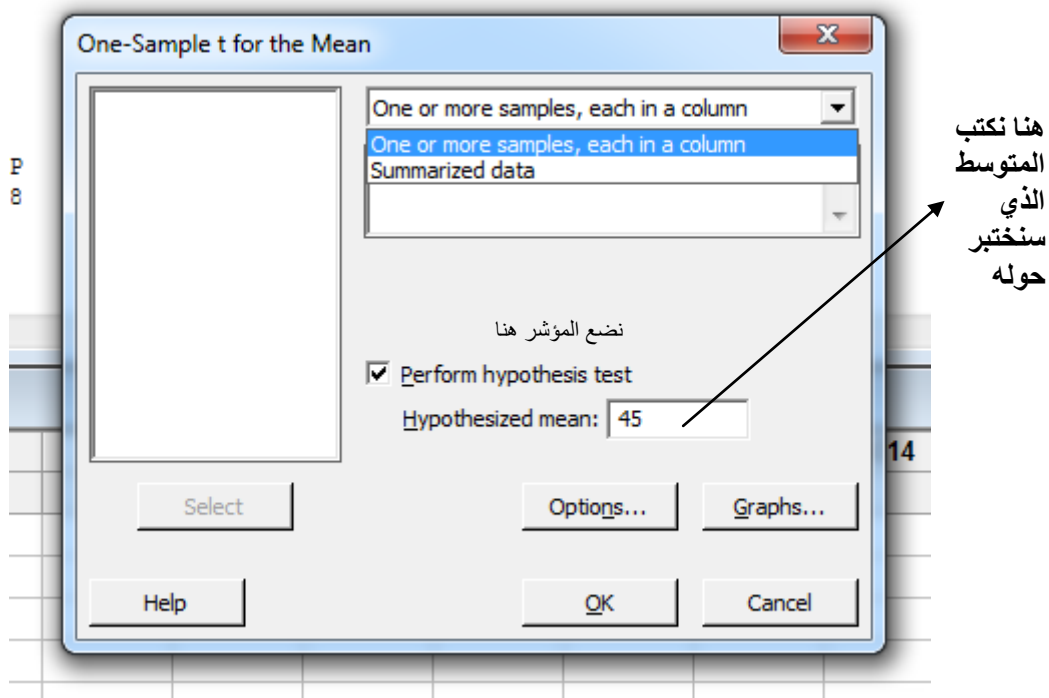 One-Sample t for the Mean
One or more samples, each in a column
One or more samples, each in a column
Summarized data
هنا نكتب
المتوسط
الذي
سنختبر
حوله
P
8
نضع المؤشر هنا
Perform hypothesis test
Hypothesized mean: 45
14
Select
Options...
Graphs...
Help
OK
Cancel